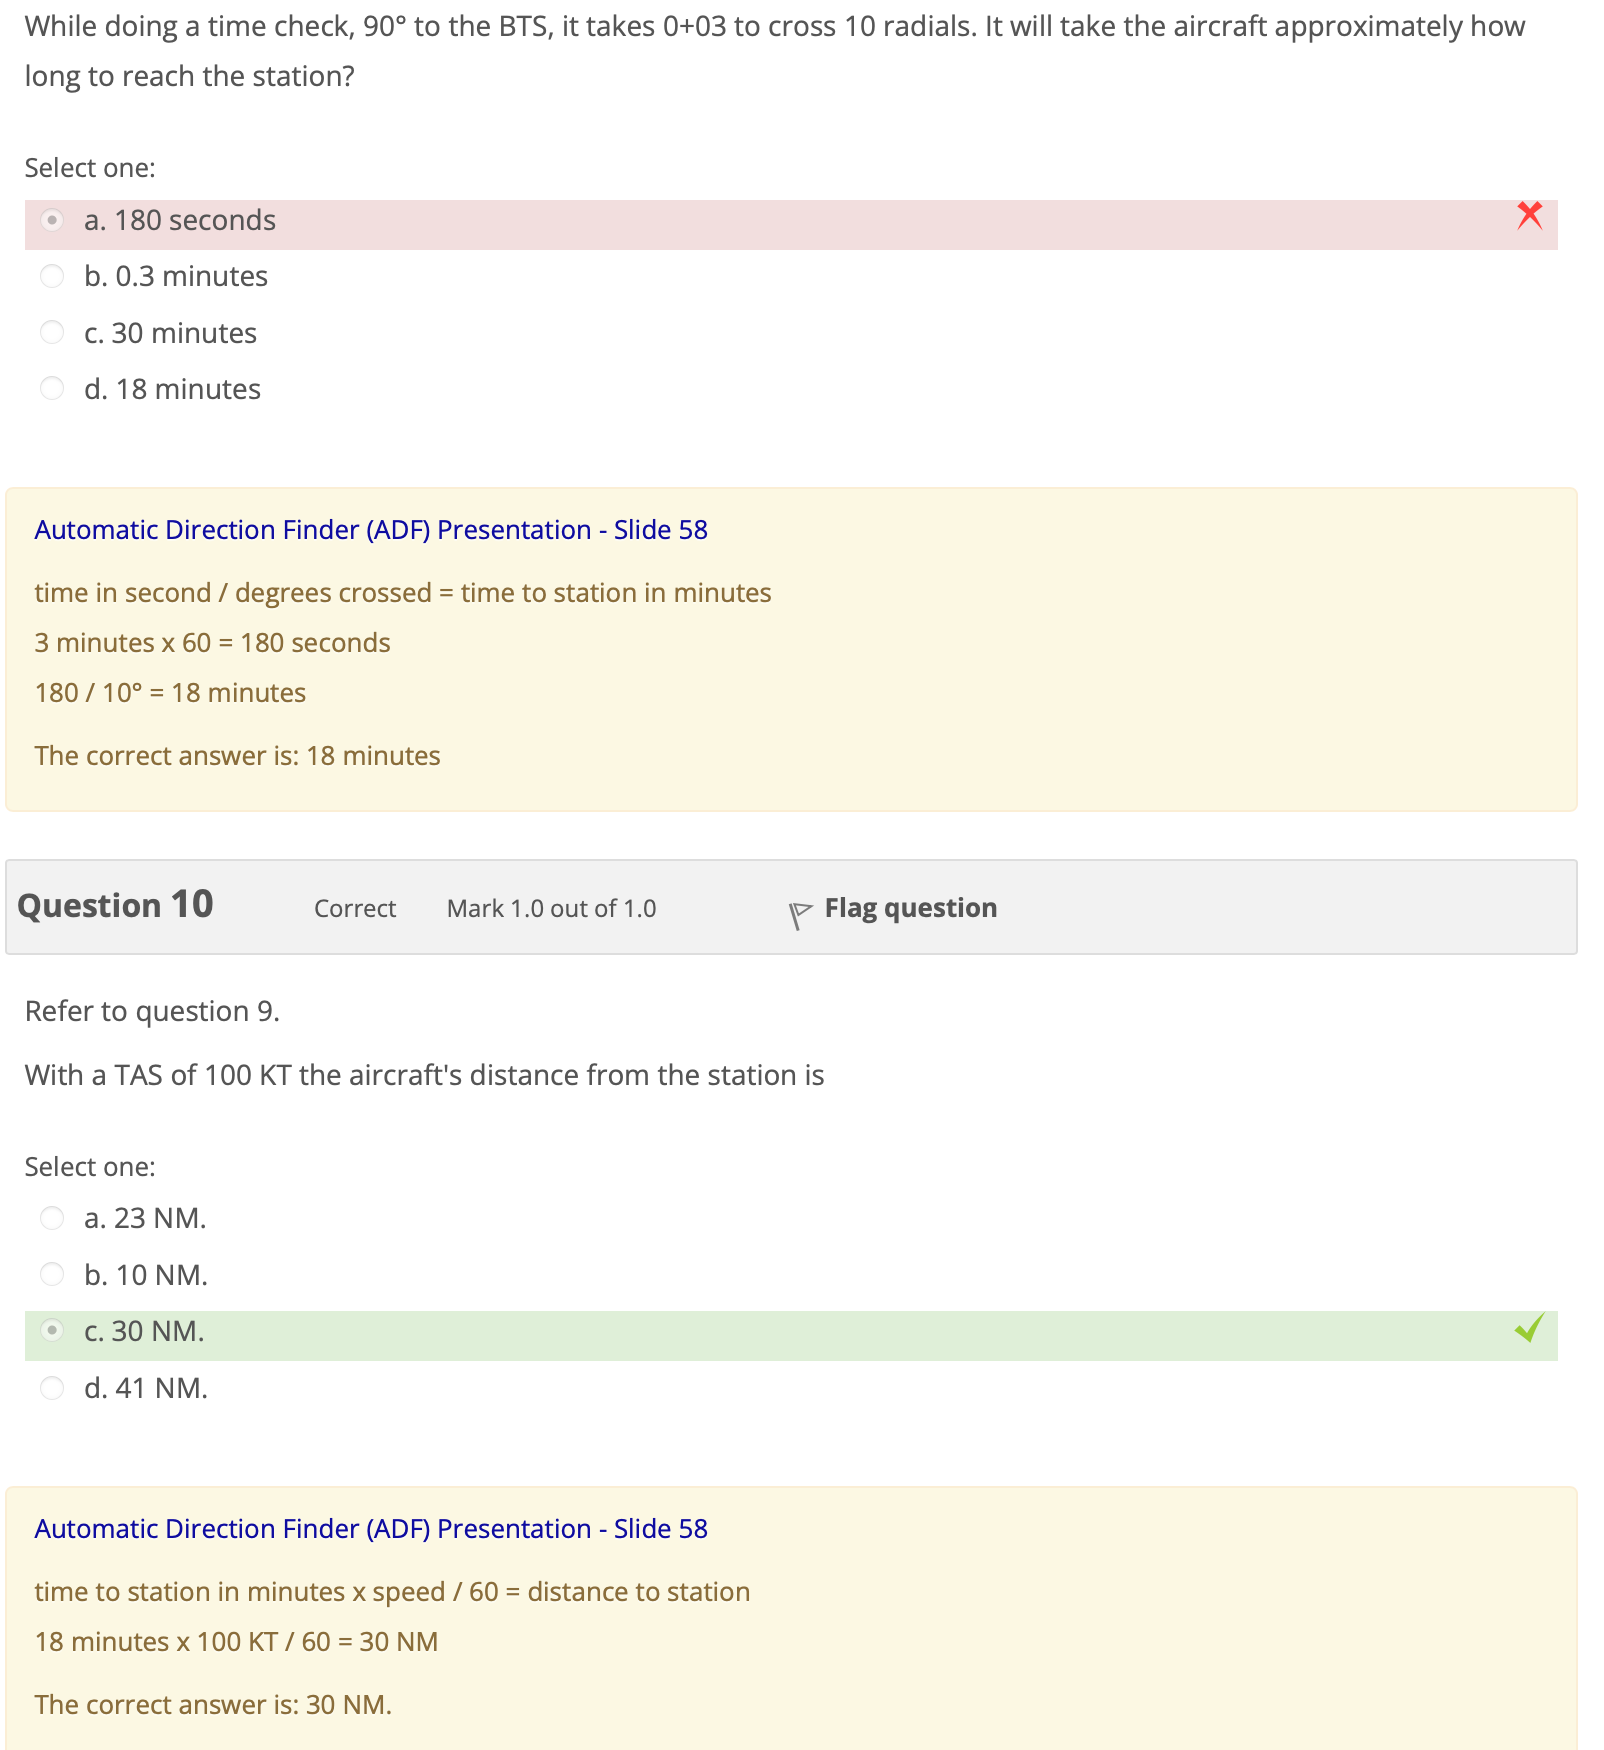 While doing a time check, 90° to the BTS, it takes 0+03 to cross 10 radials. It will take the aircraft approximately how
long to reach the station?
Select one:
a. 180 seconds
b. 0.3 minutes
c. 30 minutes
d. 18 minutes
Automatic Direction Finder (ADF) Presentation - Slide 58
time in second / degrees crossed = time to station in minutes
3 minutes x 60 = 180 seconds
180 / 10° = 18 minutes
The correct answer is: 18 minutes
Question 10 Correct Mark 1.0 out of 1.0 Flag question
Refer to question 9.
With a TAS of 100 KT the aircraft's distance from the station is
Select one:
a. 23 NM.
b. 10 NM.
c. 30 NM.
d. 41 NM.
Automatic Direction Finder (ADF) Presentation - Slide 58
time to station in minutes x speed / 60 = distance to station
18 minutes x 100 KT / 60 = 30 NM
The correct answer is: 30 NM.